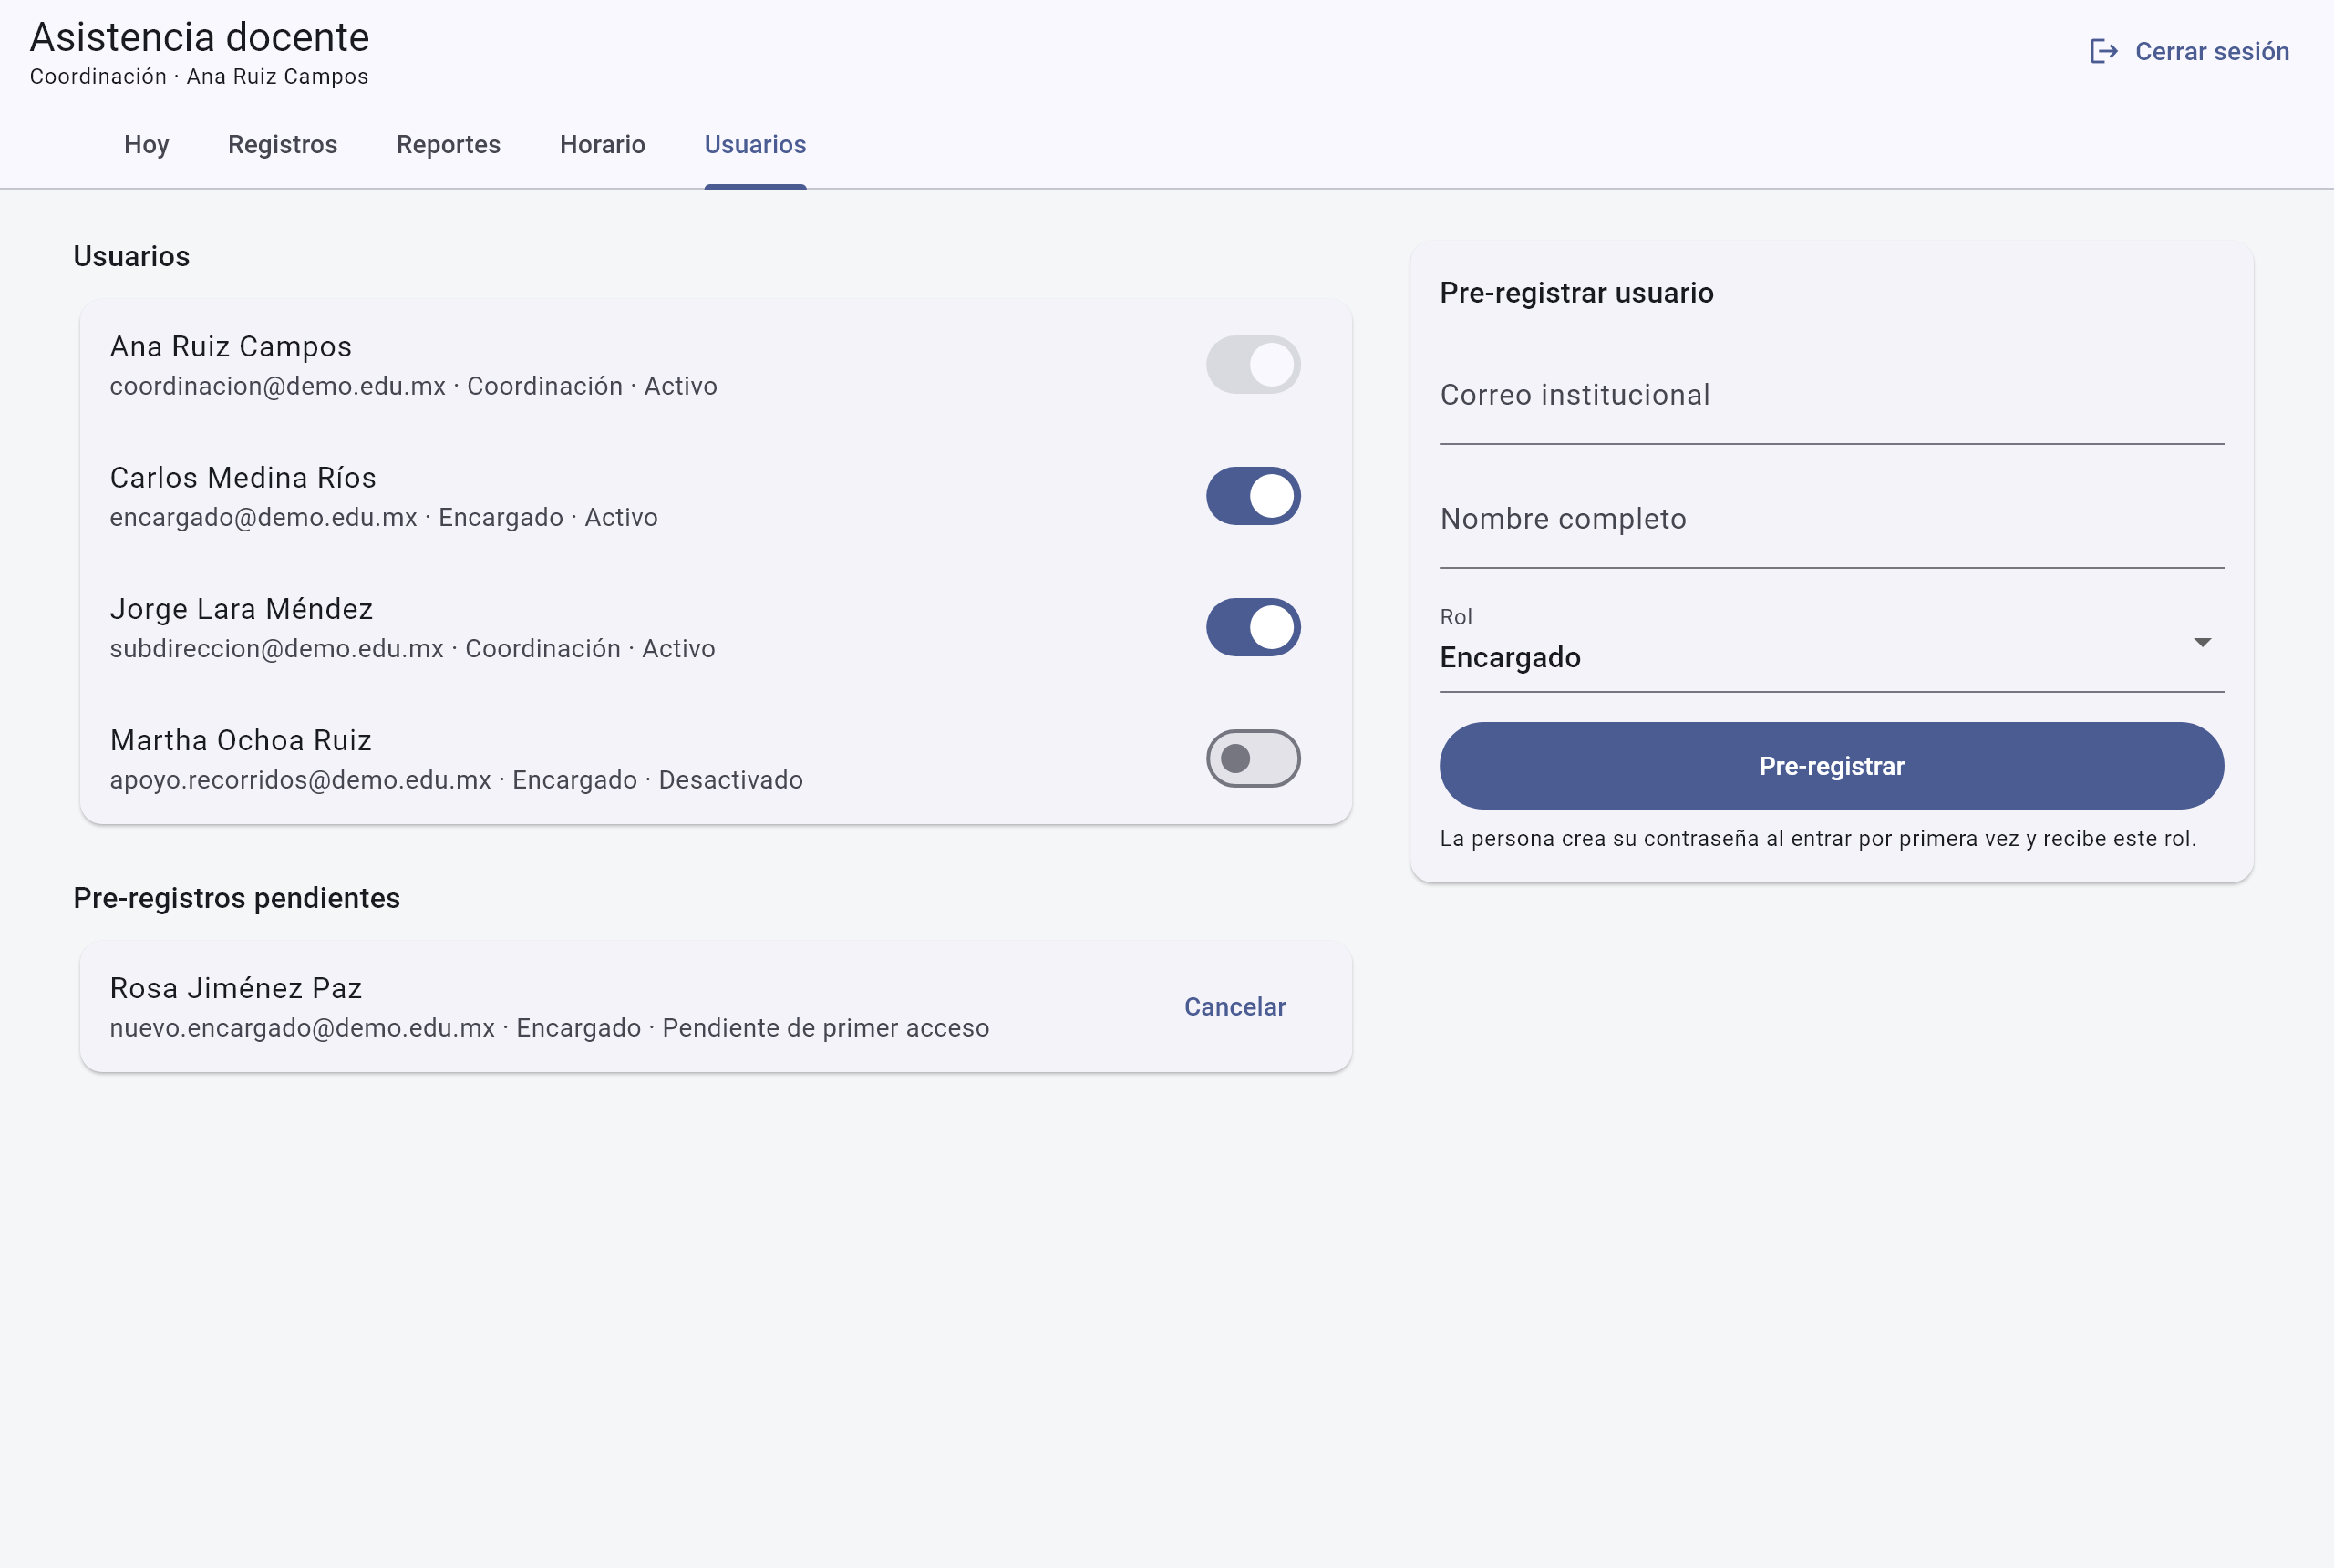 Asistencia docente
Coordinación · Ana Ruiz Campos
Cerrar sesión
Hoy
Registros
Reportes
Horario
Usuarios
Usuarios
Ana Ruiz Campos
coordinacion@demo.edu.mx · Coordinación · Activo
Carlos Medina Ríos
encargado@demo.edu.mx · Encargado · Activo
Jorge Lara Méndez
subdireccion@demo.edu.mx · Coordinación · Activo
Martha Ochoa Ruiz
apoyo.recorridos@demo.edu.mx · Encargado · Desactivado
Pre-registros pendientes
Rosa Jiménez Paz
nuevo.encargado@demo.edu.mx · Encargado · Pendiente de primer acceso
Cancelar
Pre-registrar usuario
Correo institucional
Nombre completo
Rol
Encargado
Pre-registrar
La persona crea su contraseña al entrar por primera vez y recibe este rol.